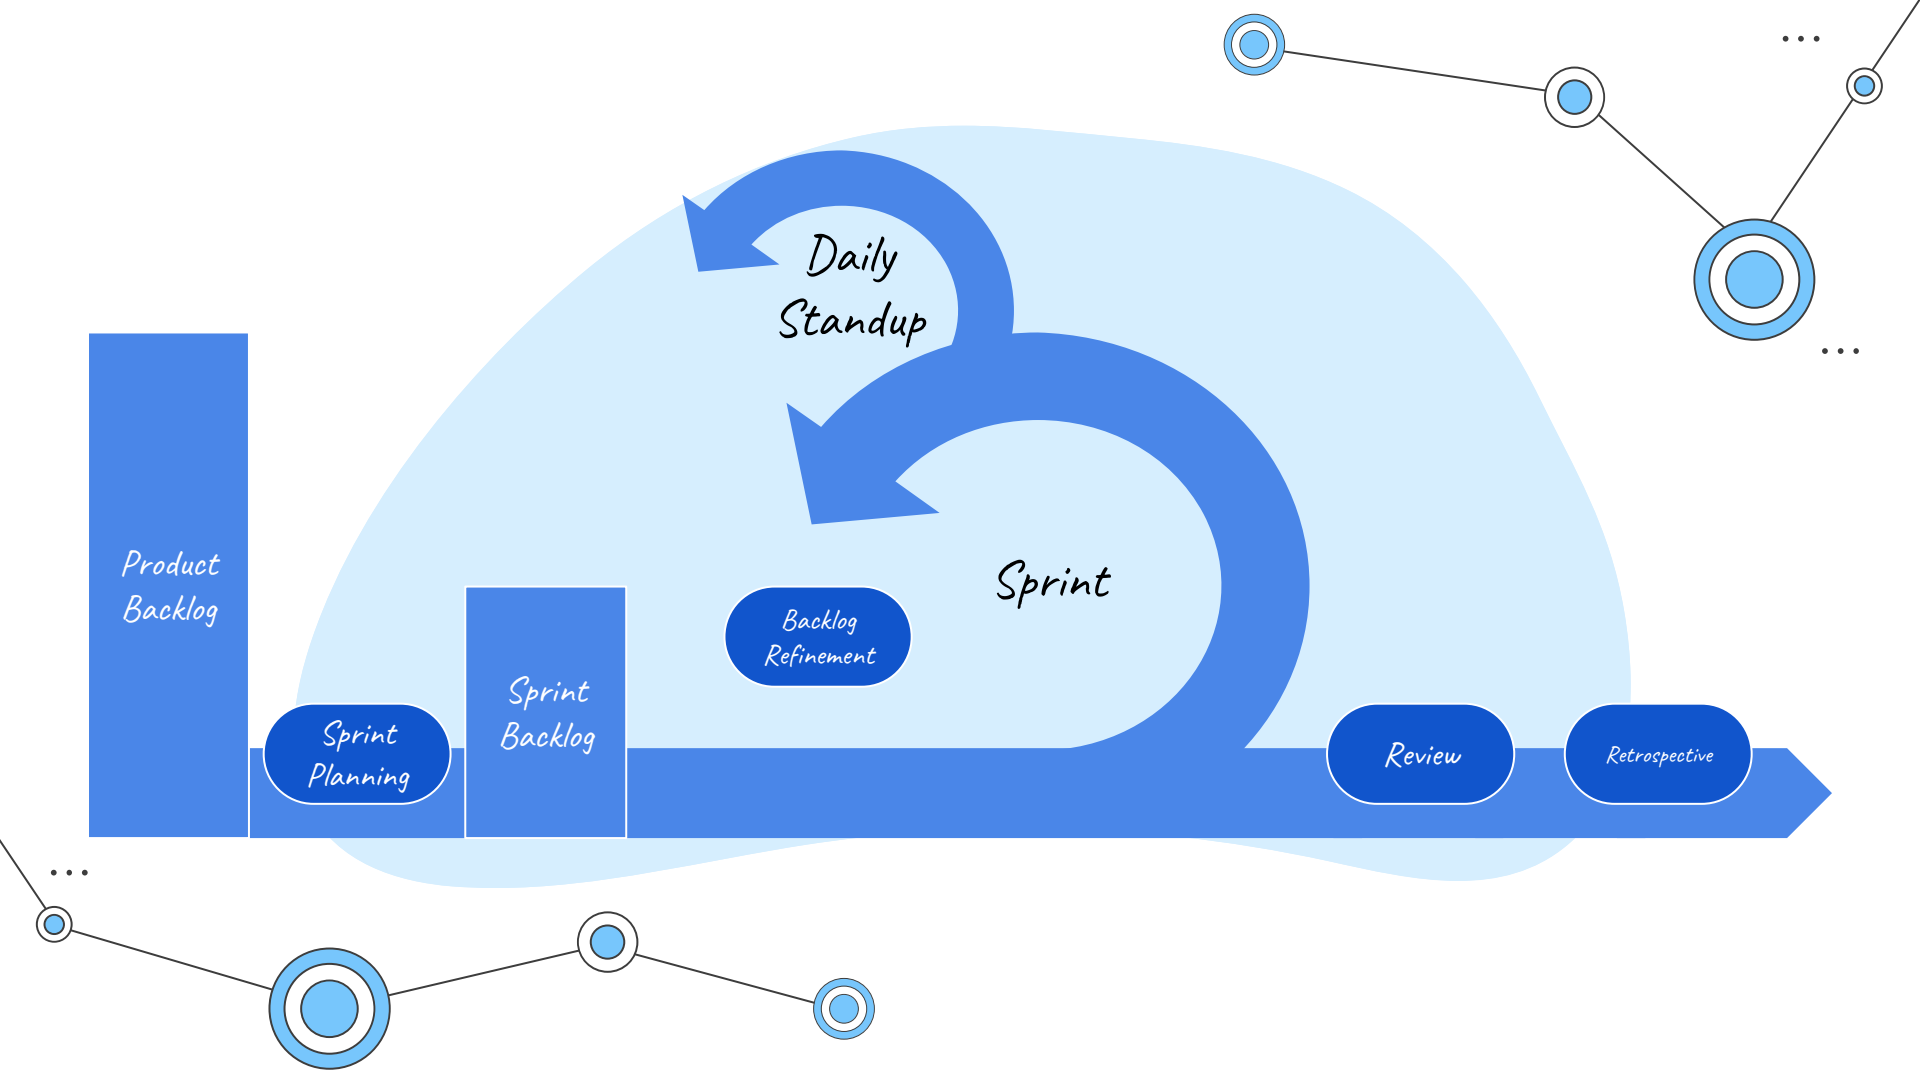 Daily
Standup
Product
Backlog
Sprint
Planning
Sprint
Backlog
Backlog
Refinement
Sprint
Review
Retrospective